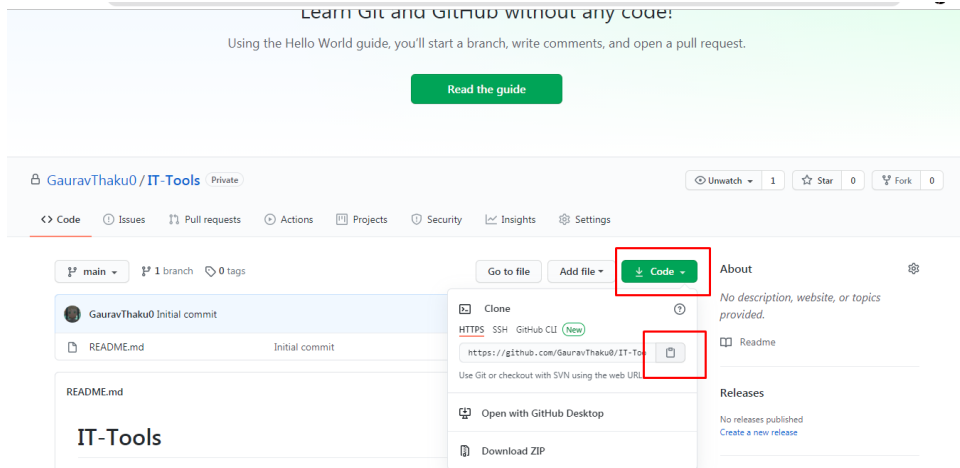 Learn Git and GitHub without any code!
Using the Hello World guide, you'll start a branch, write comments, and open a pull request.
Read the guide
GauravThaku0 / IT-Tools Private
Unwatch 1 Star 0 Fork 0
Code Issues Pull requests Actions Projects Security Insights Settings
main 1 branch 0 tags Go to file Add file Code
About
No description, website, or topics
provided.
Readme
GauravThaku0 Initial commit
README.md Initial commit
Clone
HTTPS SSH GitHub CLI New
https://github.com/GauravThaku0/IT-Too
Use Git or checkout with SVN using the web URL
Open with GitHub Desktop
Download ZIP
README.md
IT-Tools
Releases
No releases published
Create a new release